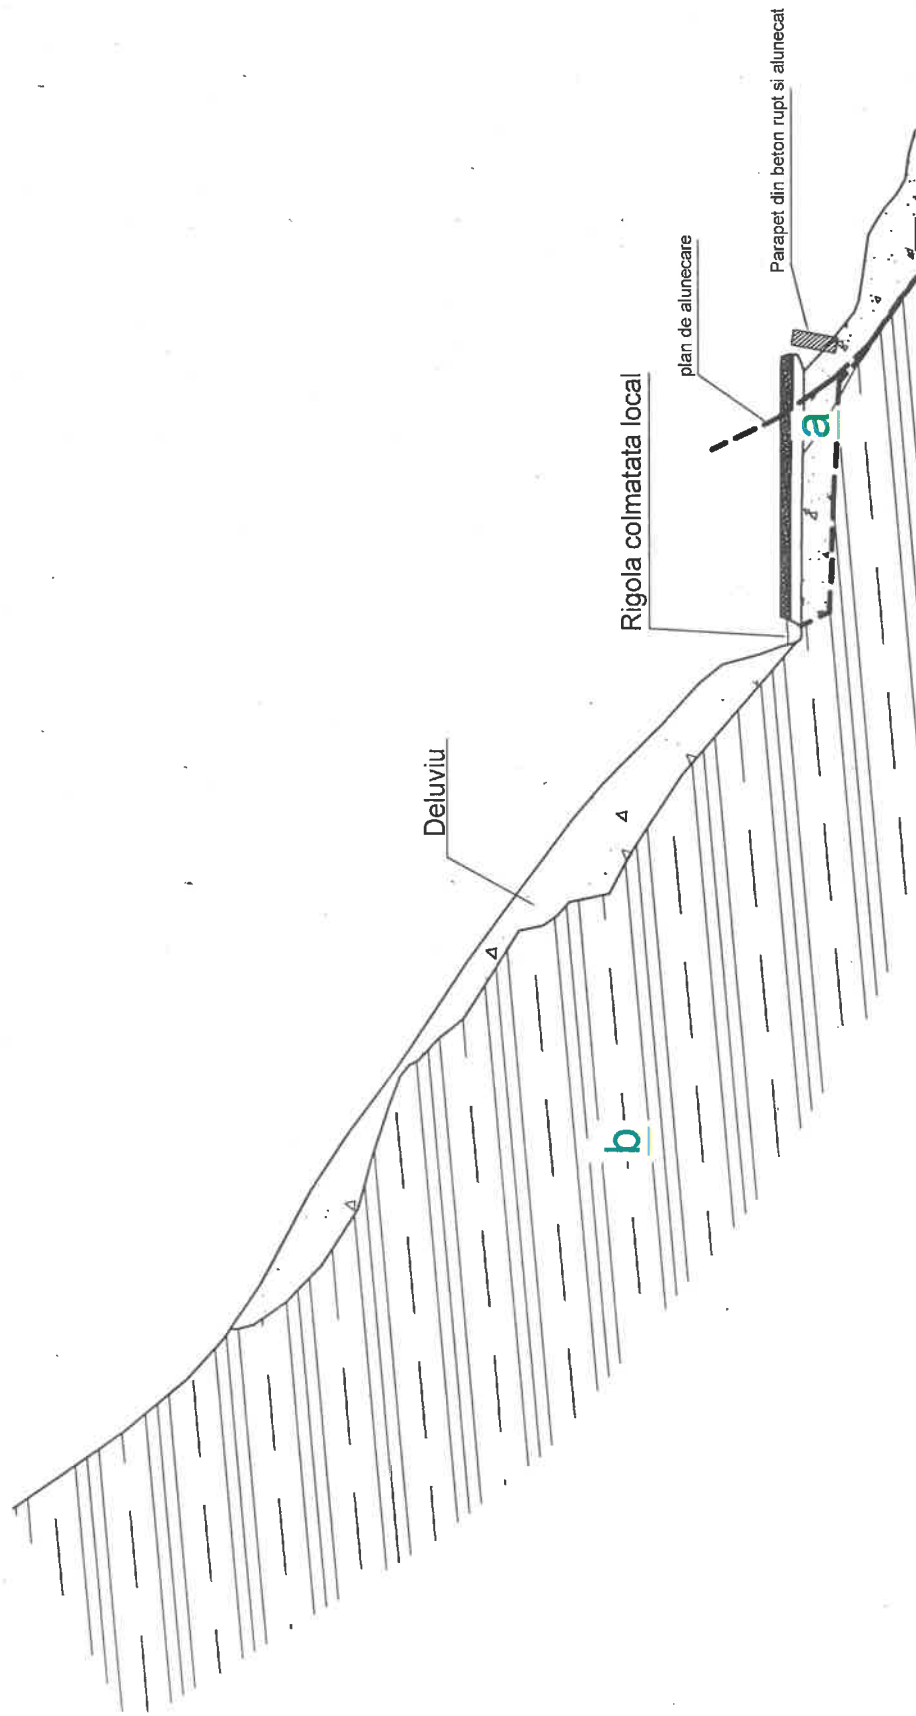 Deluviu
Rigola colmatata local
plan de alunecare
Parapet din beton rupt si alunecat
a
b